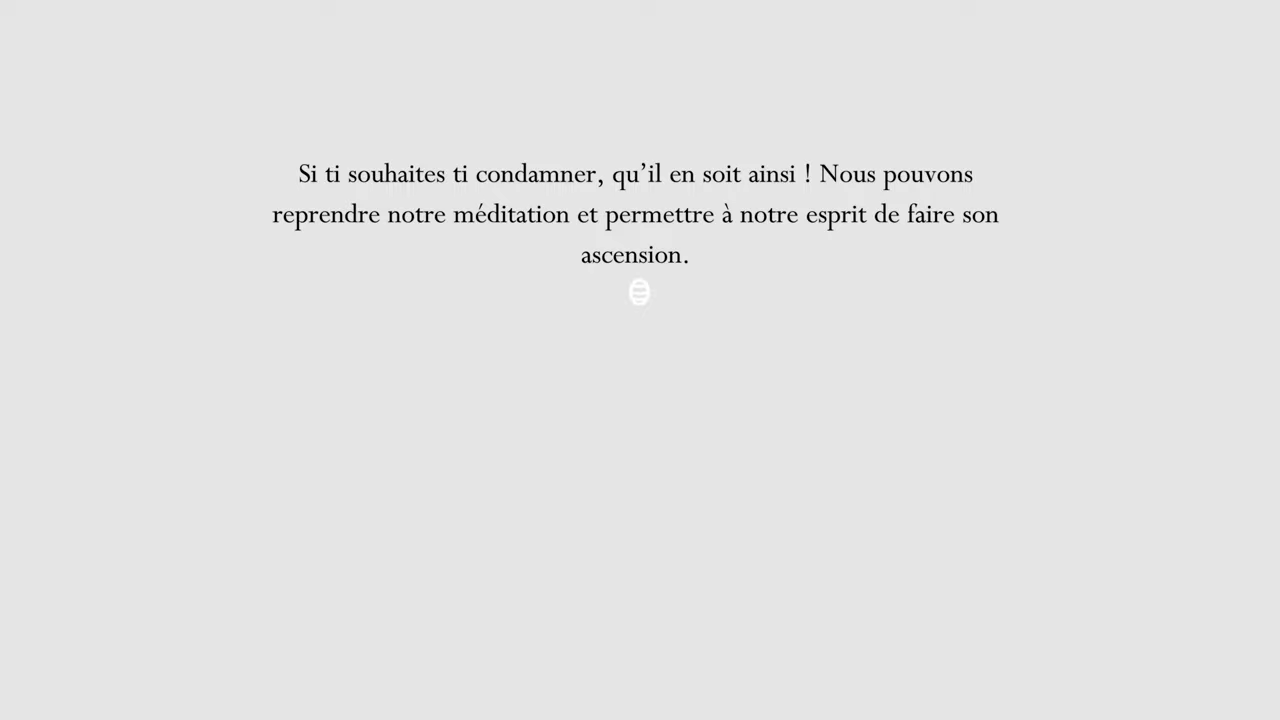 Si ti souhaites ti condamner, qu’il en soit ainsi ! Nous pouvons
reprendre notre méditation et permettre à notre esprit de faire son
ascension.